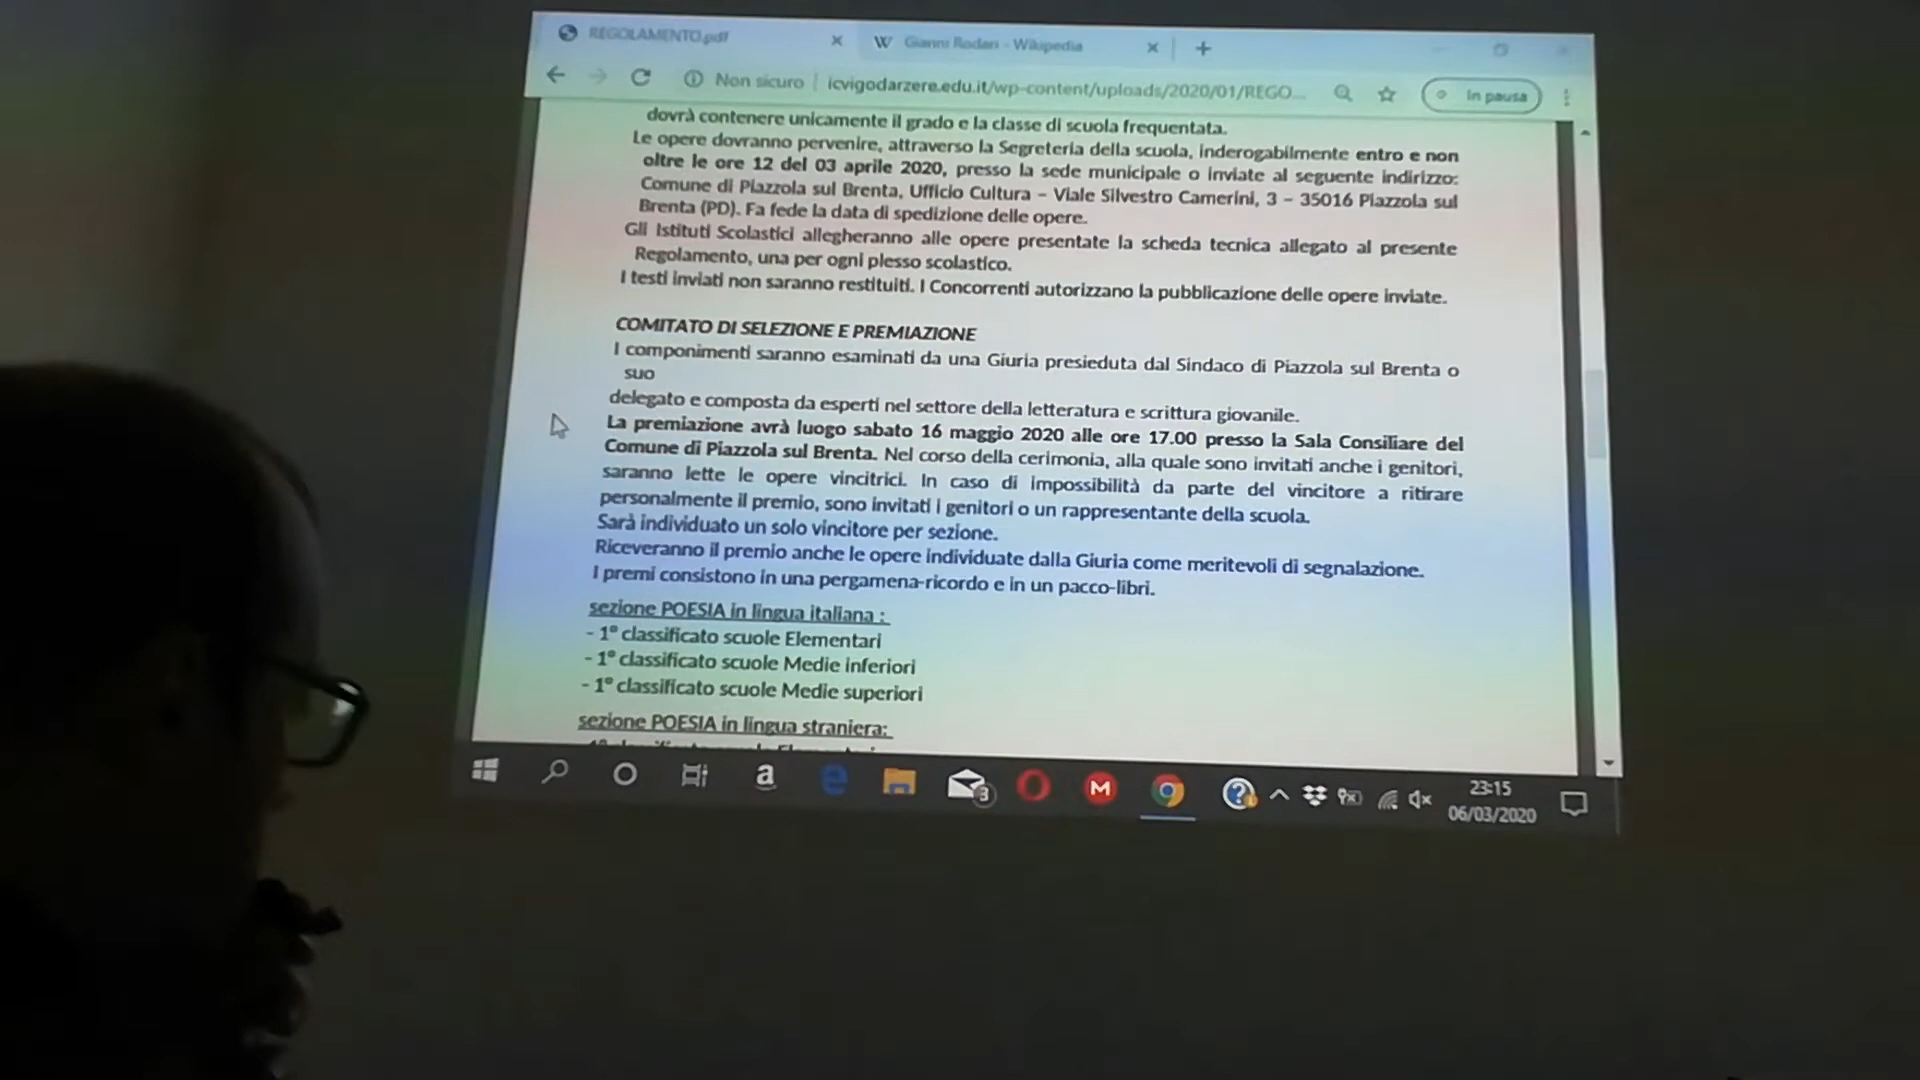 REGOLAMENTO.pdf
Gianni Rodari - Wikipedia
Non sicuro
icvigodarzere.edu.it/wp-content/uploads/2020/01/REGO...
In pausa
dovrà contenere unicamente il grado e la classe di scuola frequentata.
Le opere dovranno pervenire, attraverso la Segreteria della scuola, inderogabilmente entro e non
oltre le ore 12 del 03 aprile 2020, presso la sede municipale o inviate al seguente indirizzo:
Comune di Piazzola sul Brenta, Ufficio Cultura – Viale Silvestro Camerini, 3 – 35016 Piazzola sul
Brenta (PD). Fa fede la data di spedizione delle opere.
Gli Istituti Scolastici allegheranno alle opere presentate la scheda tecnica allegato al presente
Regolamento, una per ogni plesso scolastico.
I testi inviati non saranno restituiti. I Concorrenti autorizzano la pubblicazione delle opere inviate.
COMITATO DI SELEZIONE E PREMIAZIONE
I componimenti saranno esaminati da una Giuria presieduta dal Sindaco di Piazzola sul Brenta o
suo
delegato e composta da esperti nel settore della letteratura e scrittura giovanile.
La premiazione avrà luogo sabato 16 maggio 2020 alle ore 17.00 presso la Sala Consiliare del
Comune di Piazzola sul Brenta. Nel corso della cerimonia, alla quale sono invitati anche i genitori,
saranno lette le opere vincitrici. In caso di impossibilità da parte del vincitore a ritirare
personalmente il premio, sono invitati i genitori o un rappresentante della scuola.
Sarà individuato un solo vincitore per sezione.
Riceveranno il premio anche le opere individuate dalla Giuria come meritevoli di segnalazione.
I premi consistono in una pergamena-ricordo e in un pacco-libri.
sezione POESIA in lingua italiana :
- 1° classificato scuole Elementari
- 1° classificato scuole Medie inferiori
- 1° classificato scuole Medie superiori
sezione POESIA in lingua straniera:
3
23:15
06/03/2020